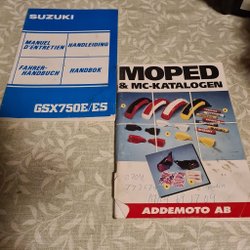 SUZUKI
MANUEL
D'ENTRETIEN
HANDLEIDING
FAHRER-
HANDBUCH
HANDBOK
GSX750E/ES
MOPED
& MC-KATALOGEN
ADDEMOTO AB